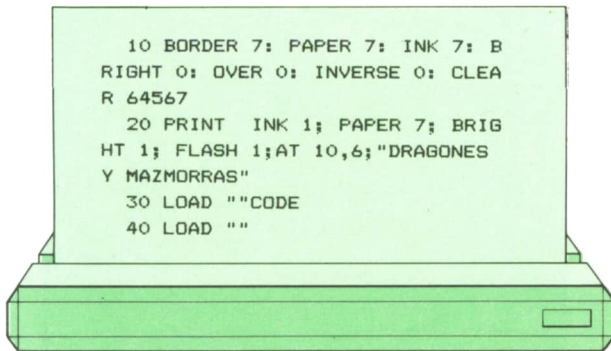 10 BORDER 7: PAPER 7: INK 7: B
RIGHT 0: OVER 0: INVERSE 0: CLEA
R 64567
20 PRINT  INK 1; PAPER 7; BRIG
HT 1; FLASH 1;AT 10,6;"DRAGONES
Y MAZMORRAS"
30 LOAD ""CODE
40 LOAD ""